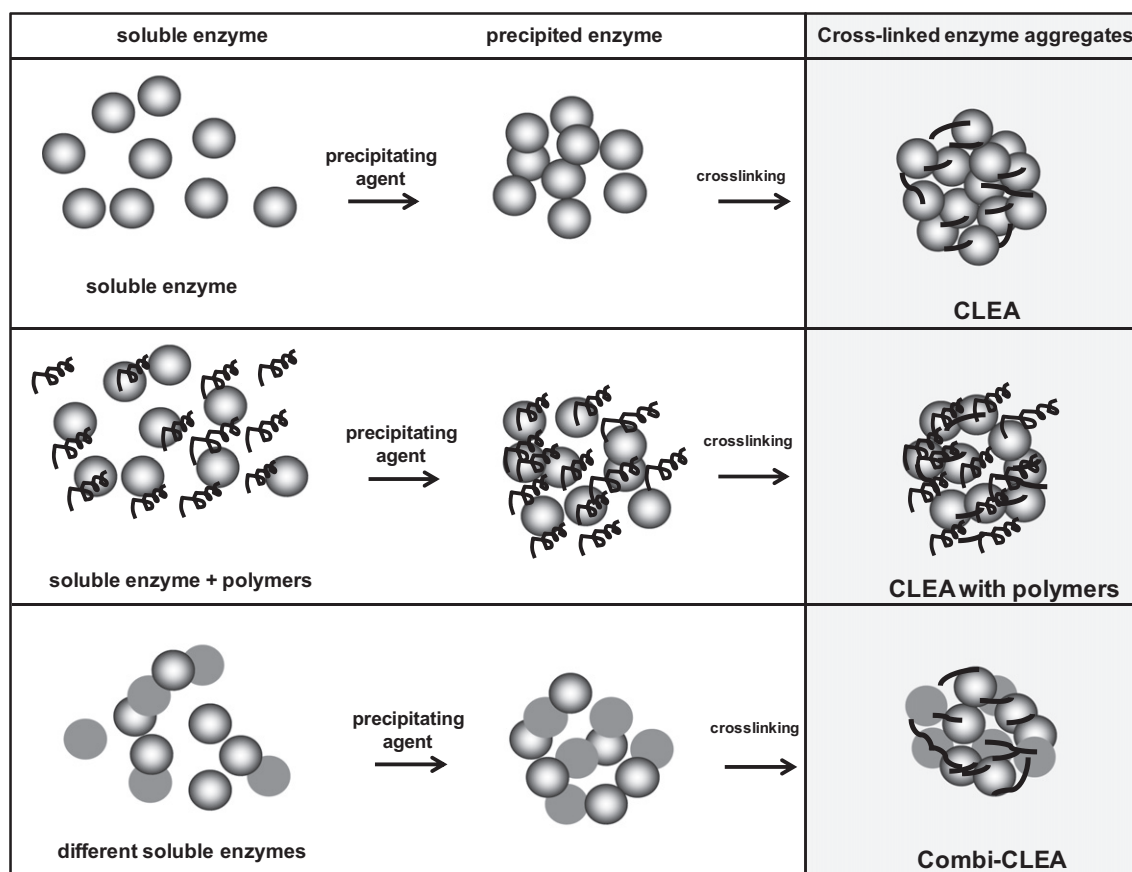 soluble enzyme
precipited enzyme
Cross-linked enzyme aggregates
precipitating
agent
crosslinking
soluble enzyme
CLEA
precipitating
agent
crosslinking
soluble enzyme + polymers
CLEA with polymers
precipitating
agent
crosslinking
different soluble enzymes
Combi-CLEA